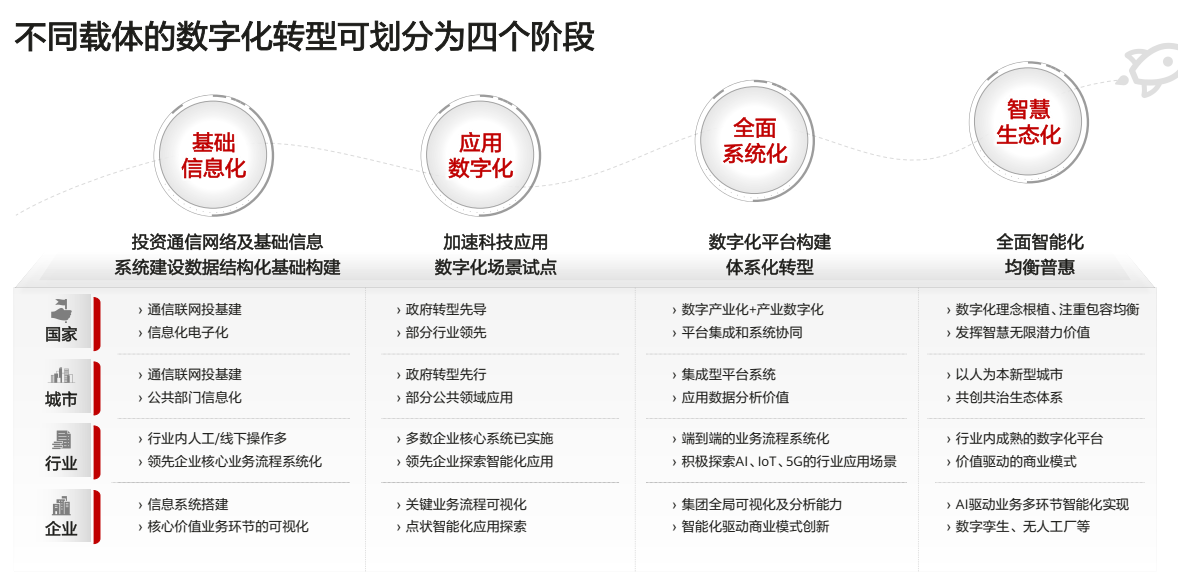 不同载体的数字化转型可划分为四个阶段
基础
信息化
应用
数字化
全面
系统化
智慧
生态化
投资通信网络及基础信息
系统建设数据结构化基础构建
加速科技应用
数字化场景试点
数字化平台构建
体系化转型
全面智能化
均衡普惠
国家
› 通信联网投基建
› 信息化电子化
› 政府转型先导
› 部分行业领先
› 数字产业化+产业数字化
› 平台集成和系统协同
› 数字化理念根植、注重包容均衡
› 发挥智慧无限潜力价值
城市
› 通信联网投基建
› 公共部门信息化
› 政府转型先行
› 部分公共领域应用
› 集成型平台系统
› 应用数据分析价值
› 以人为本新型城市
› 共创共治生态体系
行业
› 行业内人工/线下操作多
› 领先企业核心业务流程系统化
› 多数企业核心系统已实施
› 领先企业探索智能化应用
› 端到端的业务流程系统化
› 积极探索AI、IoT、5G的行业应用场景
› 行业内成熟的数字化平台
› 价值驱动的商业模式
企业
› 信息系统搭建
› 核心价值业务环节的可视化
› 关键业务流程可视化
› 点状智能化应用探索
› 集团全局可视化及分析能力
› 智能化驱动商业模式创新
› AI驱动业务多环节智能化实现
› 数字孪生、无人工厂等